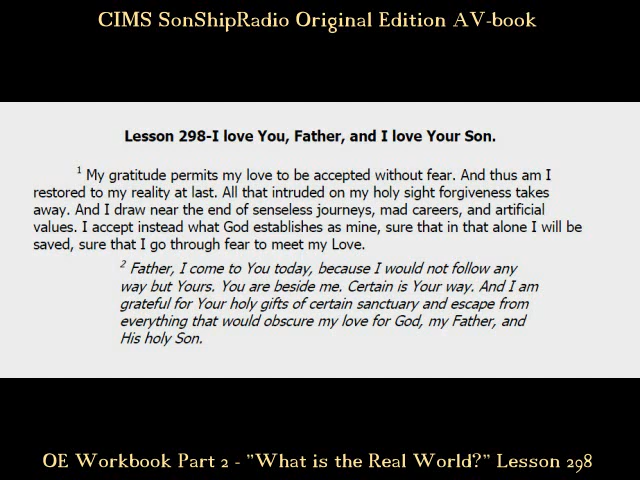 CIMS SonShipRadio Original Edition AV-book
Lesson 298-I love You, Father, and I love Your Son.
1 My gratitude permits my love to be accepted without fear. And thus am I
restored to my reality at last. All that intruded on my holy sight forgiveness takes
away. And I draw near the end of senseless journeys, mad careers, and artificial
values. I accept instead what God establishes as mine, sure that in that alone I will be
saved, sure that I go through fear to meet my Love.
2 Father, I come to You today, because I would not follow any
way but Yours. You are beside me. Certain is Your way. And I am
grateful for Your holy gifts of certain sanctuary and escape from
everything that would obscure my love for God, my Father, and
His holy Son.
OE Workbook Part 2 - "What is the Real World?" Lesson 298